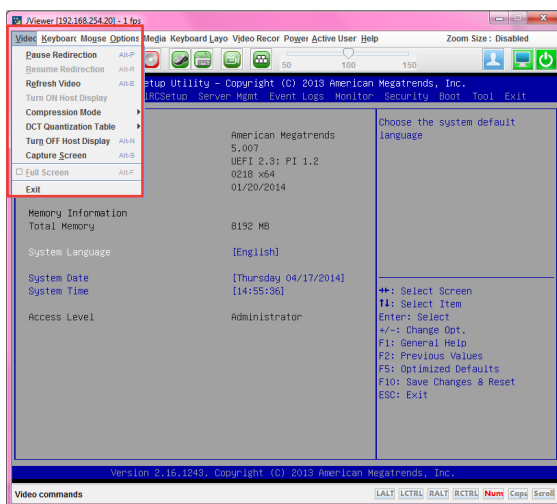 JViewer [192.168.254.20] - 1 fps
Video Keyboard Mouse Options Media Keyboard Layo Video Recor Power Active User Help Zoom Size : Disabled
50 100 150
Pause Redirection Alt-P
Resume Redirection Alt-R
Refresh Video Alt-E
Turn ON Host Display
Compression Mode
DCT Quantization Table
Turn OFF Host Display Alt-N
Capture Screen Alt-S
Full Screen Alt-F
Exit
etup Utility – Copyright (C) 2013 American Megatrends, Inc.
IRCSetup Server Mgmt Event Logs Monitor Security Boot Tool Exit
American Megatrends
5.007
UEFI 2.3; PI 1.2
0218 x64
01/20/2014
Memory Information
Total Memory 8192 MB
System Language [English]
System Date [Thursday 04/17/2014]
System Time [14:55:36]
Access Level Administrator
Choose the system default
language
→←: Select Screen
↑↓: Select Item
Enter: Select
+/-: Change Opt.
F1: General Help
F2: Previous Values
F5: Optimized Defaults
F10: Save Changes & Reset
ESC: Exit
Version 2.16.1243. Copyright (C) 2013 American Megatrends, Inc.
Video commands LALT LCTRL RALT RCTRL Num Caps Scroll